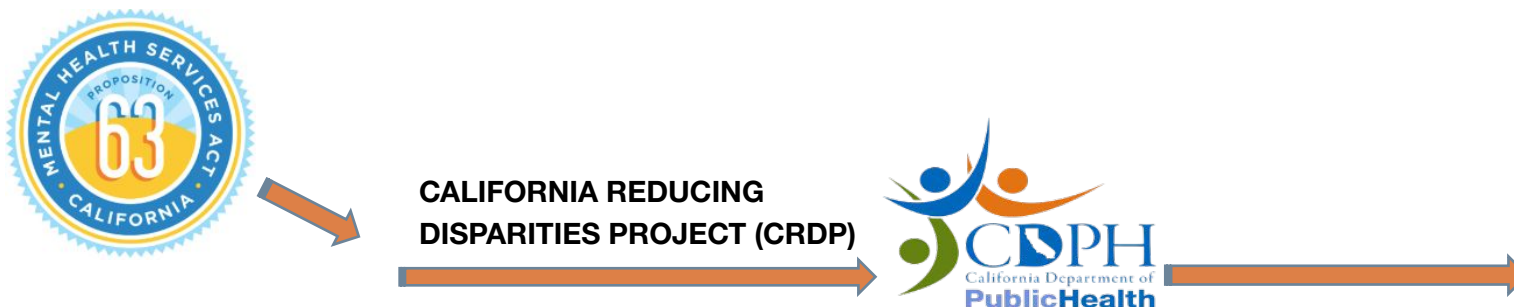 MENTAL HEALTH SERVICES ACT
PROPOSITION
63
• CALIFORNIA •
CALIFORNIA REDUCING
DISPARITIES PROJECT (CRDP)
CDPH
California Department of
PublicHealth